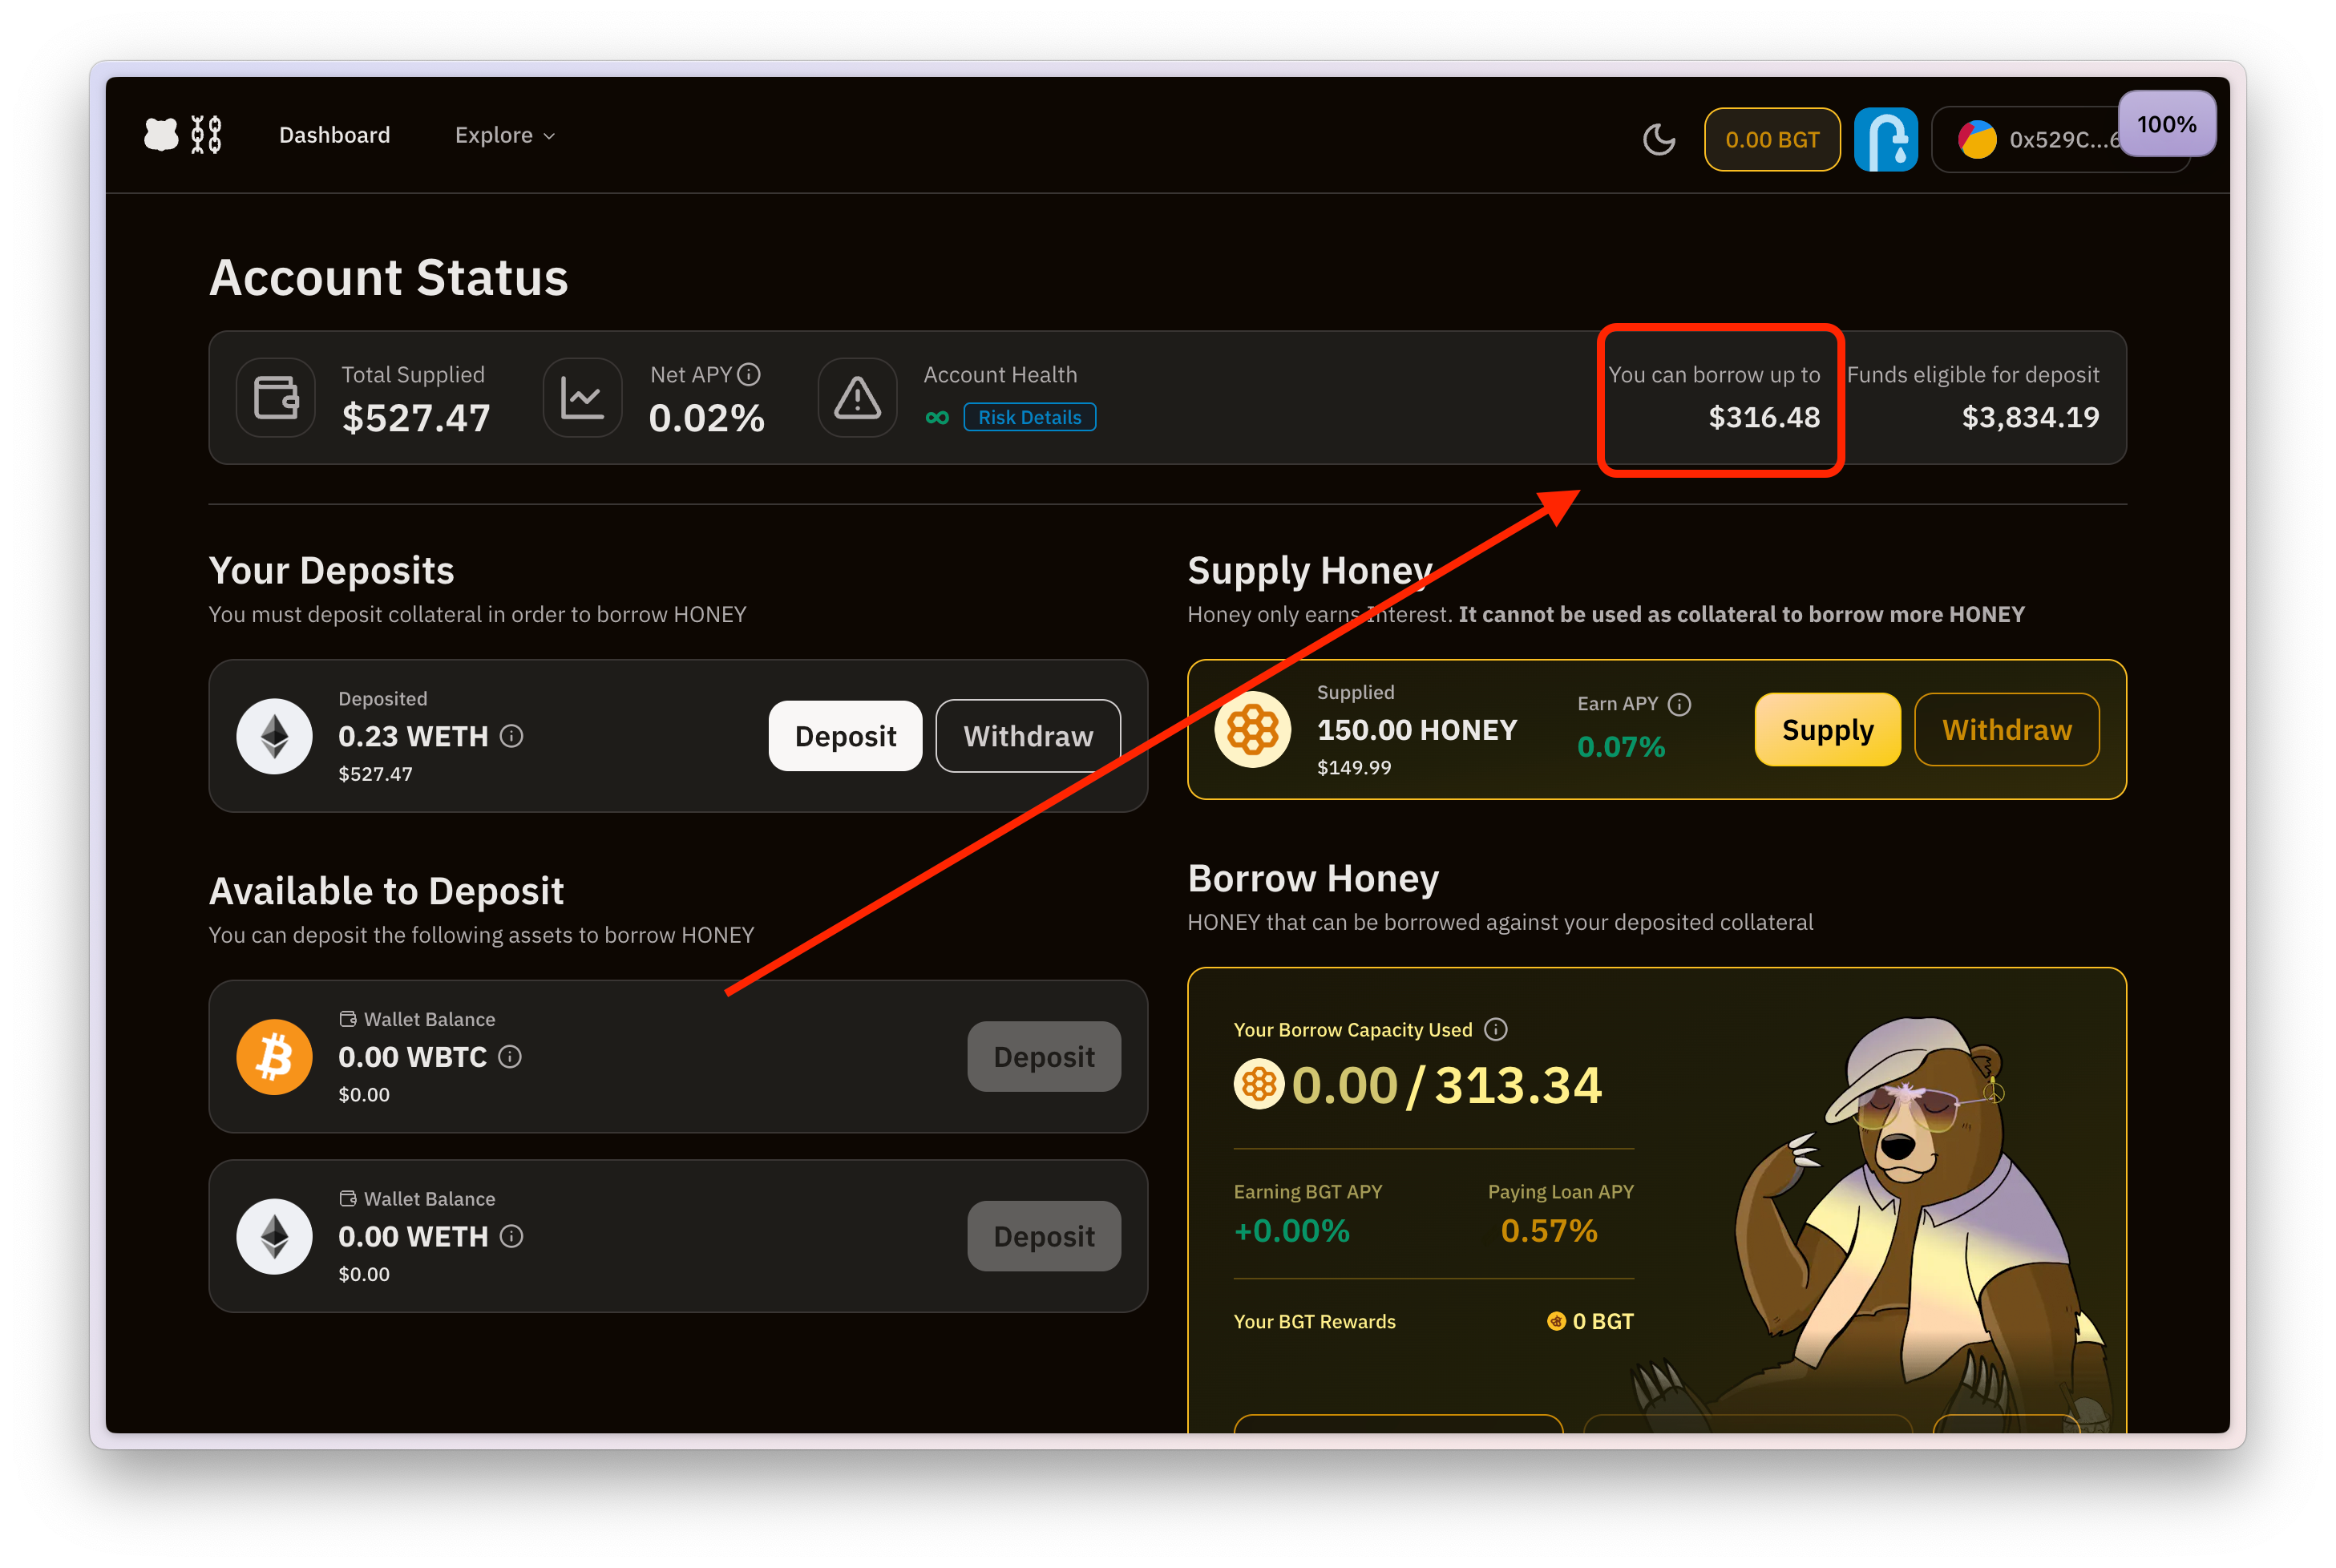 Dashboard
Explore
0.00 BGT
0x529C...6
100%
Account Status
Total Supplied
$527.47
Net APY
0.02%
Account Health
∞ Risk Details
You can borrow up to
$316.48
Funds eligible for deposit
$3,834.19
Your Deposits
You must deposit collateral in order to borrow HONEY
Deposited
0.23 WETH
$527.47
Deposit
Withdraw
Available to Deposit
You can deposit the following assets to borrow HONEY
Wallet Balance
0.00 WBTC
$0.00
Deposit
Wallet Balance
0.00 WETH
$0.00
Deposit
Supply Honey
Honey only earns Interest. It cannot be used as collateral to borrow more HONEY
Supplied
150.00 HONEY
$149.99
Earn APY
0.07%
Supply
Withdraw
Borrow Honey
HONEY that can be borrowed against your deposited collateral
Your Borrow Capacity Used
0.00 / 313.34
Earning BGT APY
+0.00%
Paying Loan APY
0.57%
Your BGT Rewards
0 BGT